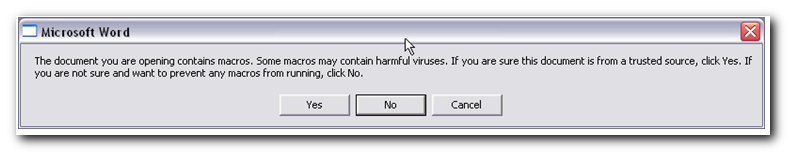 Microsoft Word
The document you are opening contains macros. Some macros may contain harmful viruses. If you are sure this document is from a trusted source, click Yes. If
you are not sure and want to prevent any macros from running, click No.
Yes No Cancel